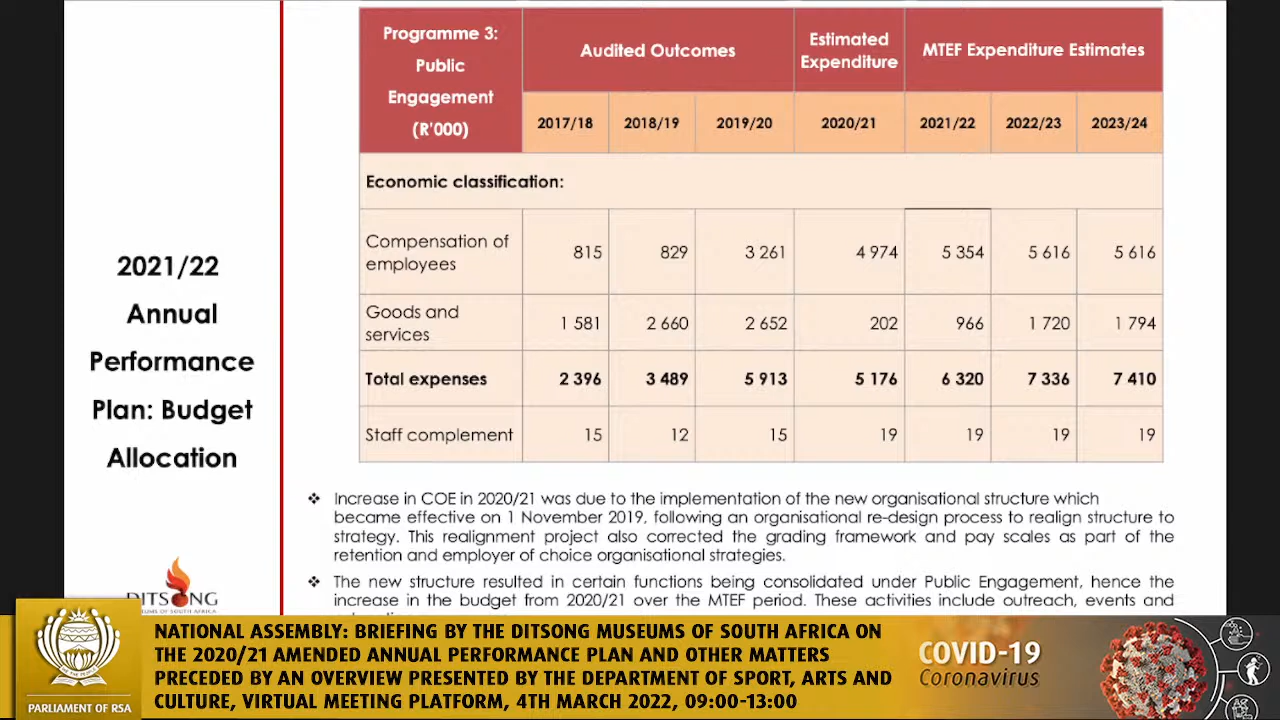 2021/22
Annual
Performance
Plan: Budget
Allocation
DITSONG
MUSEUMS OF SOUTH AFRICA
Programme 3:
Public
Engagement
(R'000)
Audited Outcomes
Estimated
Expenditure
MTEF Expenditure Estimates
2017/18 2018/19 2019/20 2020/21 2021/22 2022/23 2023/24
Economic classification:
Compensation of
employees
815 829 3 261 4 974 5 354 5 616 5 616
Goods and
services
1 581 2 660 2 652 202 966 1 720 1 794
Total expenses 2 396 3 489 5 913 5 176 6 320 7 336 7 410
Staff complement 15 12 15 19 19 19 19
❖ Increase in COE in 2020/21 was due to the implementation of the new organisational structure which
became effective on 1 November 2019, following an organisational re-design process to realign structure to
strategy. This realignment project also corrected the grading framework and pay scales as part of the
retention and employer of choice organisational strategies.
❖ The new structure resulted in certain functions being consolidated under Public Engagement, hence the
increase in the budget from 2020/21 over the MTEF period. These activities include outreach, events and
PARLIAMENT OF RSA
NATIONAL ASSEMBLY: BRIEFING BY THE DITSONG MUSEUMS OF SOUTH AFRICA ON
THE 2020/21 AMENDED ANNUAL PERFORMANCE PLAN AND OTHER MATTERS
PRECEDED BY AN OVERVIEW PRESENTED BY THE DEPARTMENT OF SPORT, ARTS AND
CULTURE, VIRTUAL MEETING PLATFORM, 4TH MARCH 2022, 09:00-13:00
COVID-19
Coronavirus